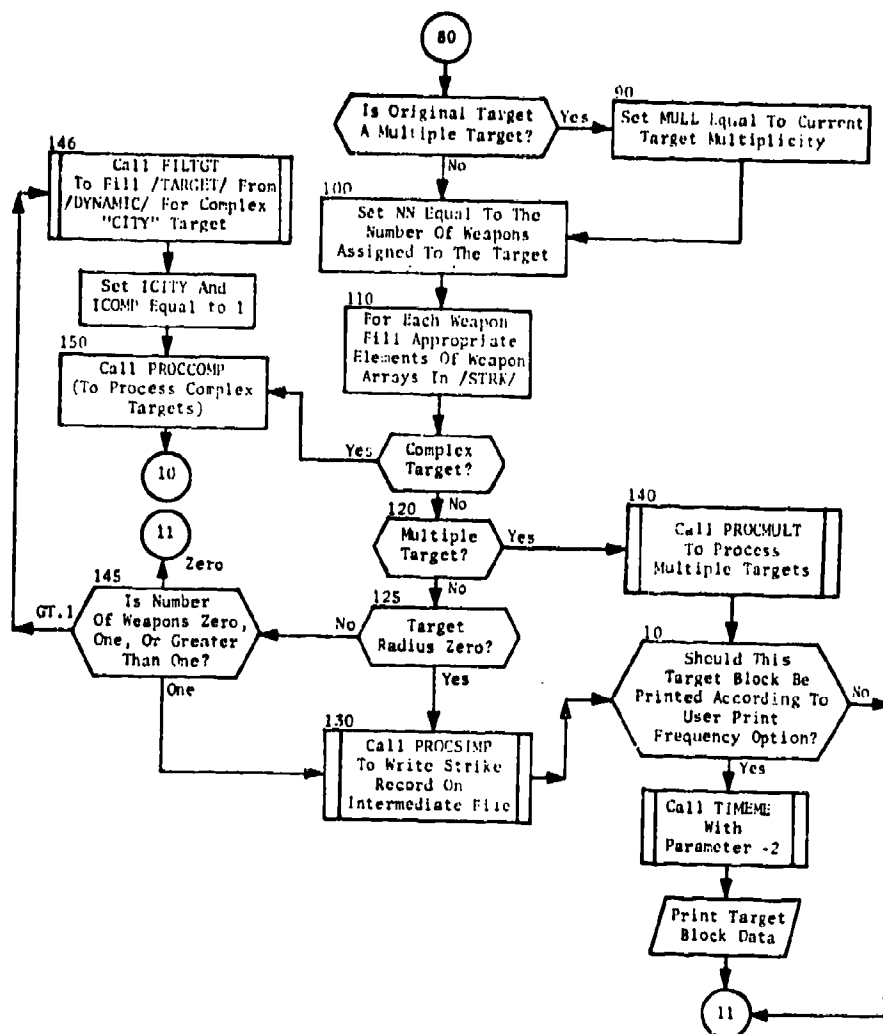 80
Is Original Target
A Multiple Target?
Yes
No
90
Set MULL Equal To Current
Target Multiplicity
146
Call FILTGT
To Fill /TARGET/ From
/DYNAMIC/ For Complex
"CITY" Target
100
Set NN Equal To The
Number Of Weapons
Assigned To The Target
Set ICITY And
ICOMP Equal to 1
110
For Each Weapon
Fill Appropriate
Elements Of Weapon
Arrays In /STRK/
150
Call PROCCOMP
(To Process Complex
Targets)
Yes
Complex
Target?
No
10
11
Zero
120
Multiple
Target?
Yes
No
140
Call PROCMULT
To Process
Multiple Targets
145
GT.1
Is Number
Of Weapons Zero,
One, Or Greater
Than One?
One
No
125
Target
Radius Zero?
Yes
10
Should This
Target Block Be
Printed According To
User Print
Frequency Option?
No
Yes
130
Call PROCSIMP
To Write Strike
Record On
Intermediate File
Call TIMEME
With
Parameter -2
Print Target
Block Data
11